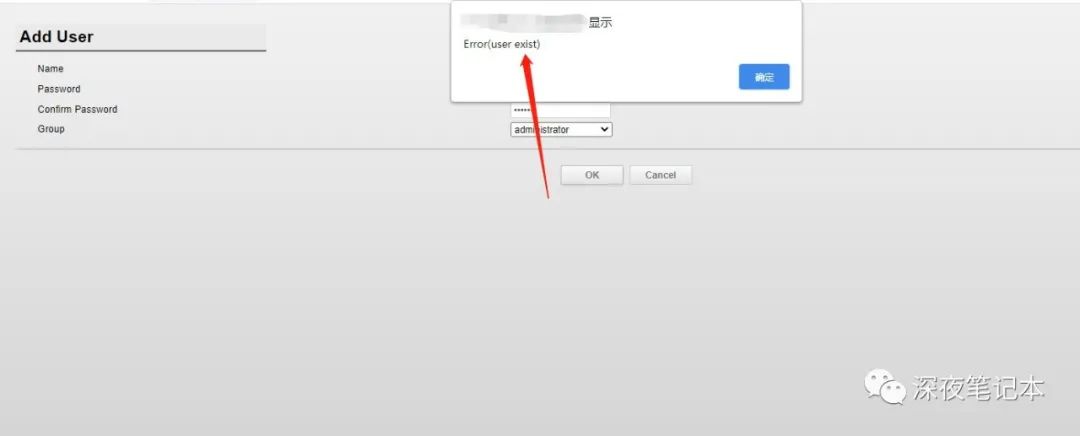 显示
Error(user exist)
确定
Add User
Name
Password
Confirm Password
•••••
Group
administrator
OK
Cancel
深夜笔记本